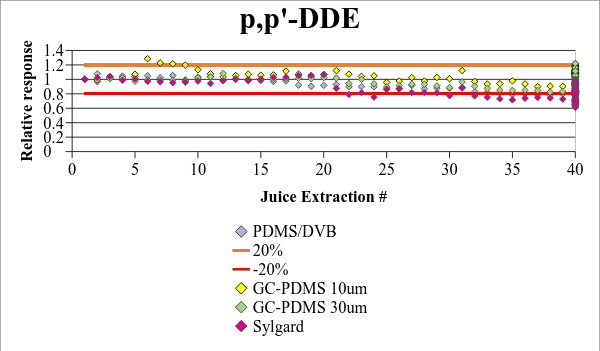 p,p'-DDE
Relative response
1.4
1.2
1
0.8
0.6
0.4
0.2
0
0 5 10 15 20 25 30 35 40
Juice Extraction #
PDMS/DVB
20%
-20%
GC-PDMS 10um
GC-PDMS 30um
Sylgard